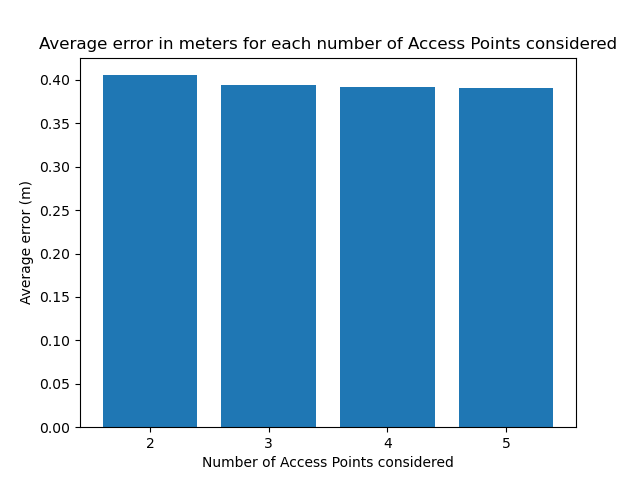 Average error in meters for each number of Access Points considered
0.40
0.35
0.30
0.25
0.20
0.15
0.10
0.05
0.00
Average error (m)
2 3 4 5
Number of Access Points considered